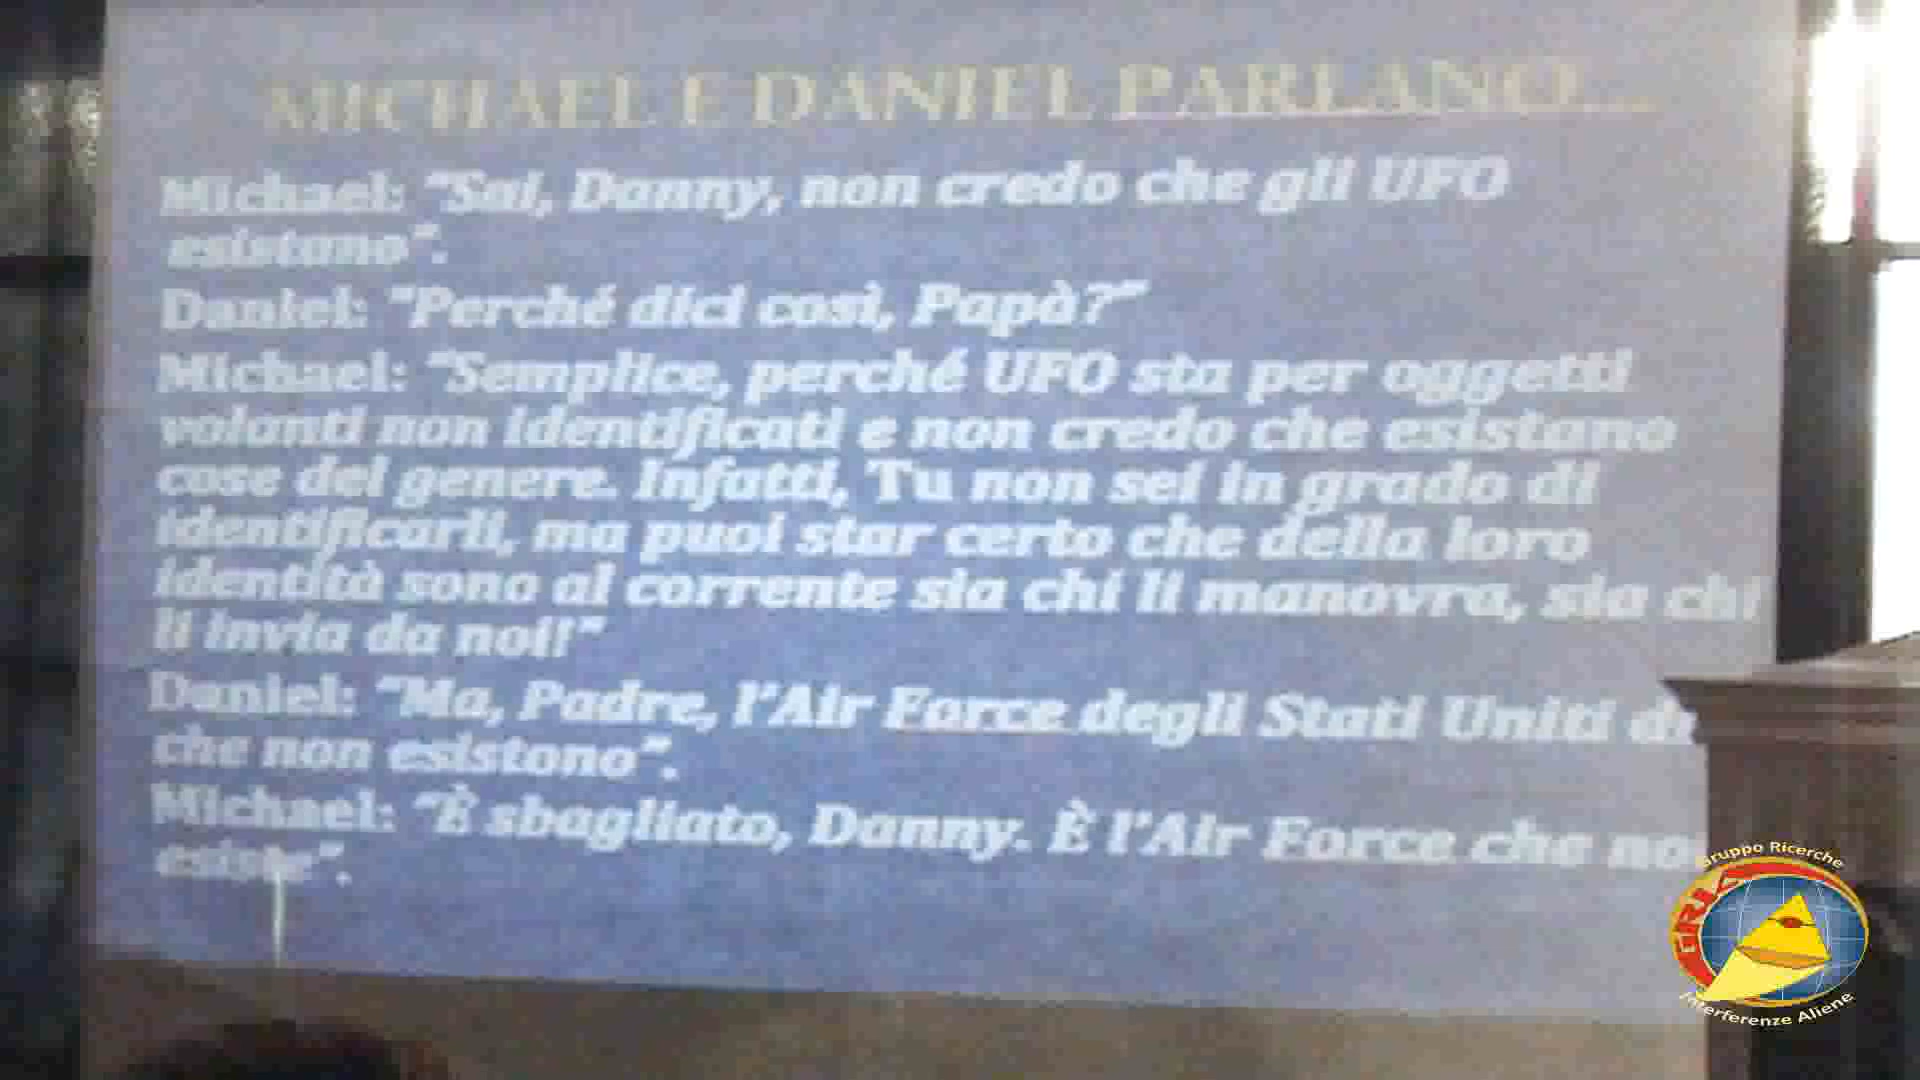 MICHAEL E DANIEL PARLANO...
Michael: "Sai, Danny, non credo che gli UFO
esistano".
Daniel: "Perché dici così, Papà?"
Michael: "Semplice, perché UFO sta per oggetti
volanti non identificati e non credo che esistano
cose del genere. Infatti, Tu non sei in grado di
identificarli, ma puoi star certo che della loro
identità sono al corrente sia chi li manovra, sia chi
li invia da noi!"
Daniel: "Ma, Padre, l'Air Force degli Stati Uniti
che non esistono".
Michael: "È sbagliato, Danny. È l'Air Force che
esiste".
Gruppo Ricerche
GRIA
Interferenze Aliene